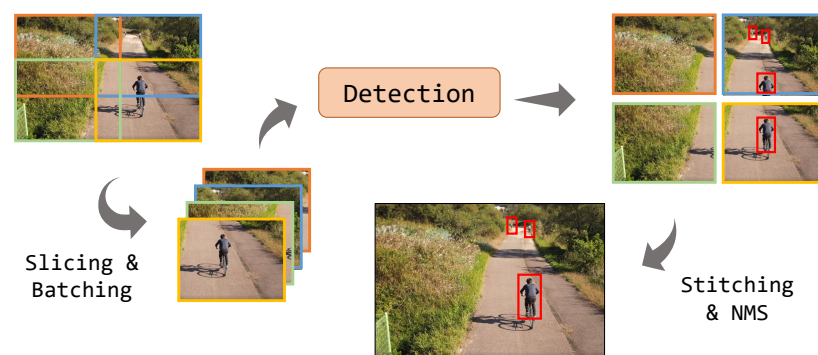 Detection
Slicing &
Batching
Stitching
& NMS